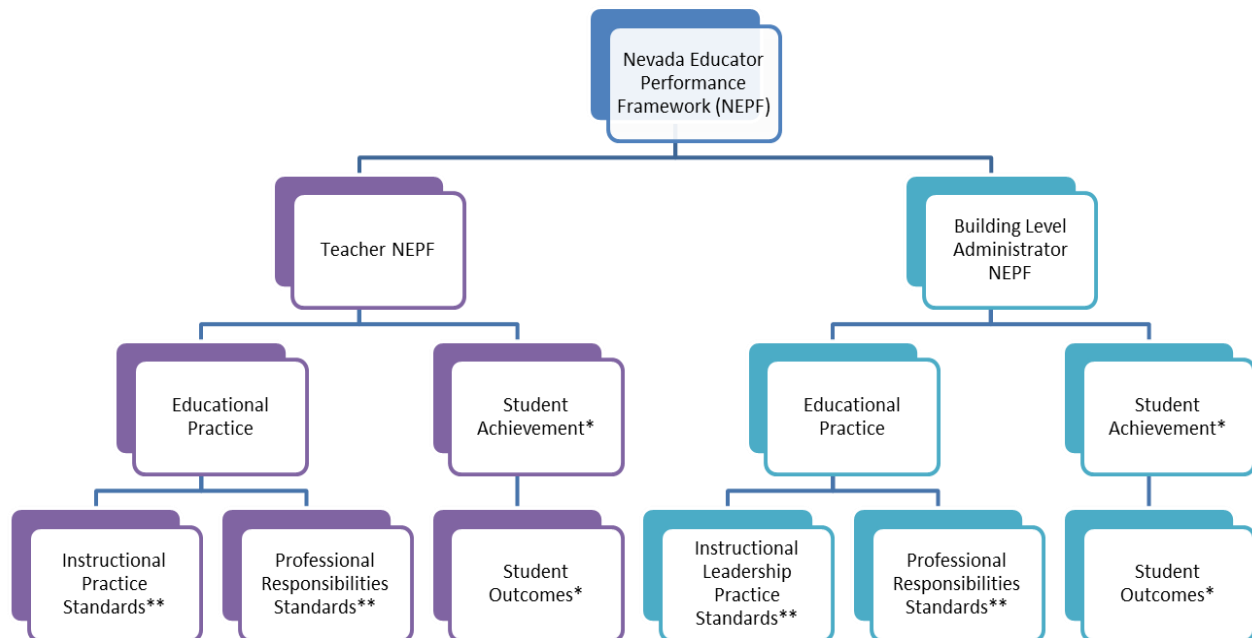 Nevada Educator
Performance
Framework (NEPF)
Teacher NEPF
Building Level
Administrator
NEPF
Educational
Practice
Student
Achievement*
Educational
Practice
Student
Achievement*
Instructional
Practice
Standards**
Professional
Responsibilities
Standards**
Student
Outcomes*
Instructional
Leadership
Practice
Standards**
Professional
Responsibilities
Standards**
Student
Outcomes*